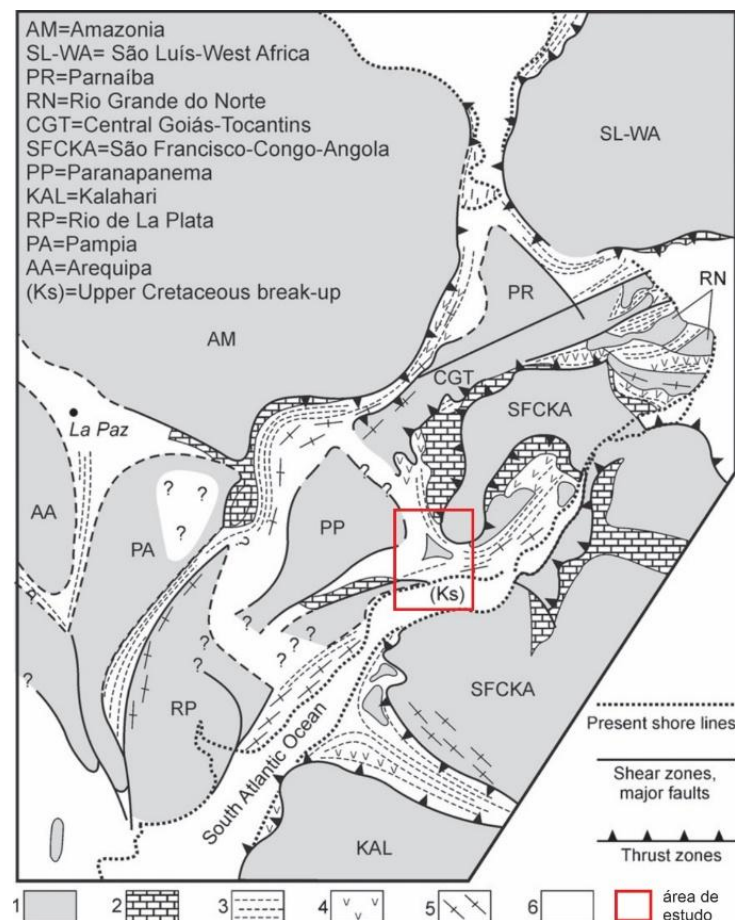 AM=Amazonia
SL-WA= São Luís-West Africa
PR=Parnaíba
RN=Rio Grande do Norte
CGT=Central Goiás-Tocantins
SFCKA=São Francisco-Congo-Angola
PP=Paranapanema
KAL=Kalahari
RP=Rio de La Plata
PA=Pampia
AA=Arequipa
(Ks)=Upper Cretaceous break-up
SL-WA
PR
RN
AM
CGT
La Paz
SFCKA
? ?
?
AA
PA
PP
?
?
(Ks)
? ?
?
?
?
RP
SFCKA
South Atlantic Ocean
KAL
Present shore lines
Shear zones,
major faults
Thrust zones
1 2 3 4 5 6 área de
estudo